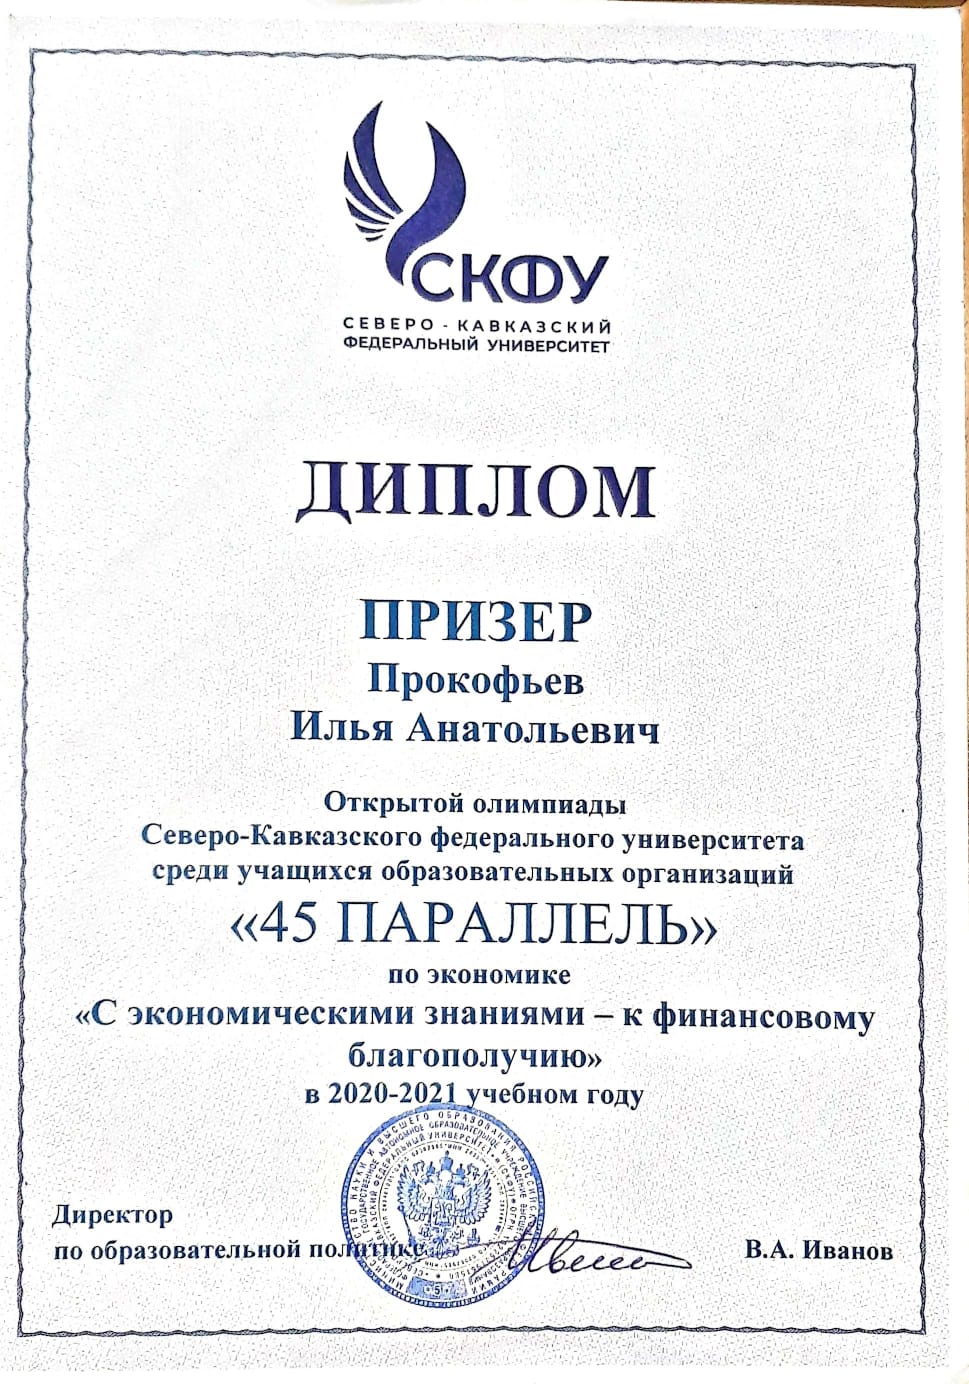 СКФУ
СЕВЕРО - КАВКАЗСКИЙ
ФЕДЕРАЛЬНЫЙ УНИВЕРСИТЕТ
ДИПЛОМ
ПРИЗЕР
Прокофьев
Илья Анатольевич
Открытой олимпиады
Северо-Кавказского федерального университета
среди учащихся образовательных организаций
«45 ПАРАЛЛЕЛЬ»
по экономике
«С экономическими знаниями – к финансовому
благополучию»
в 2020-2021 учебном году
Директор
по образовательной политике
В.А. Иванов